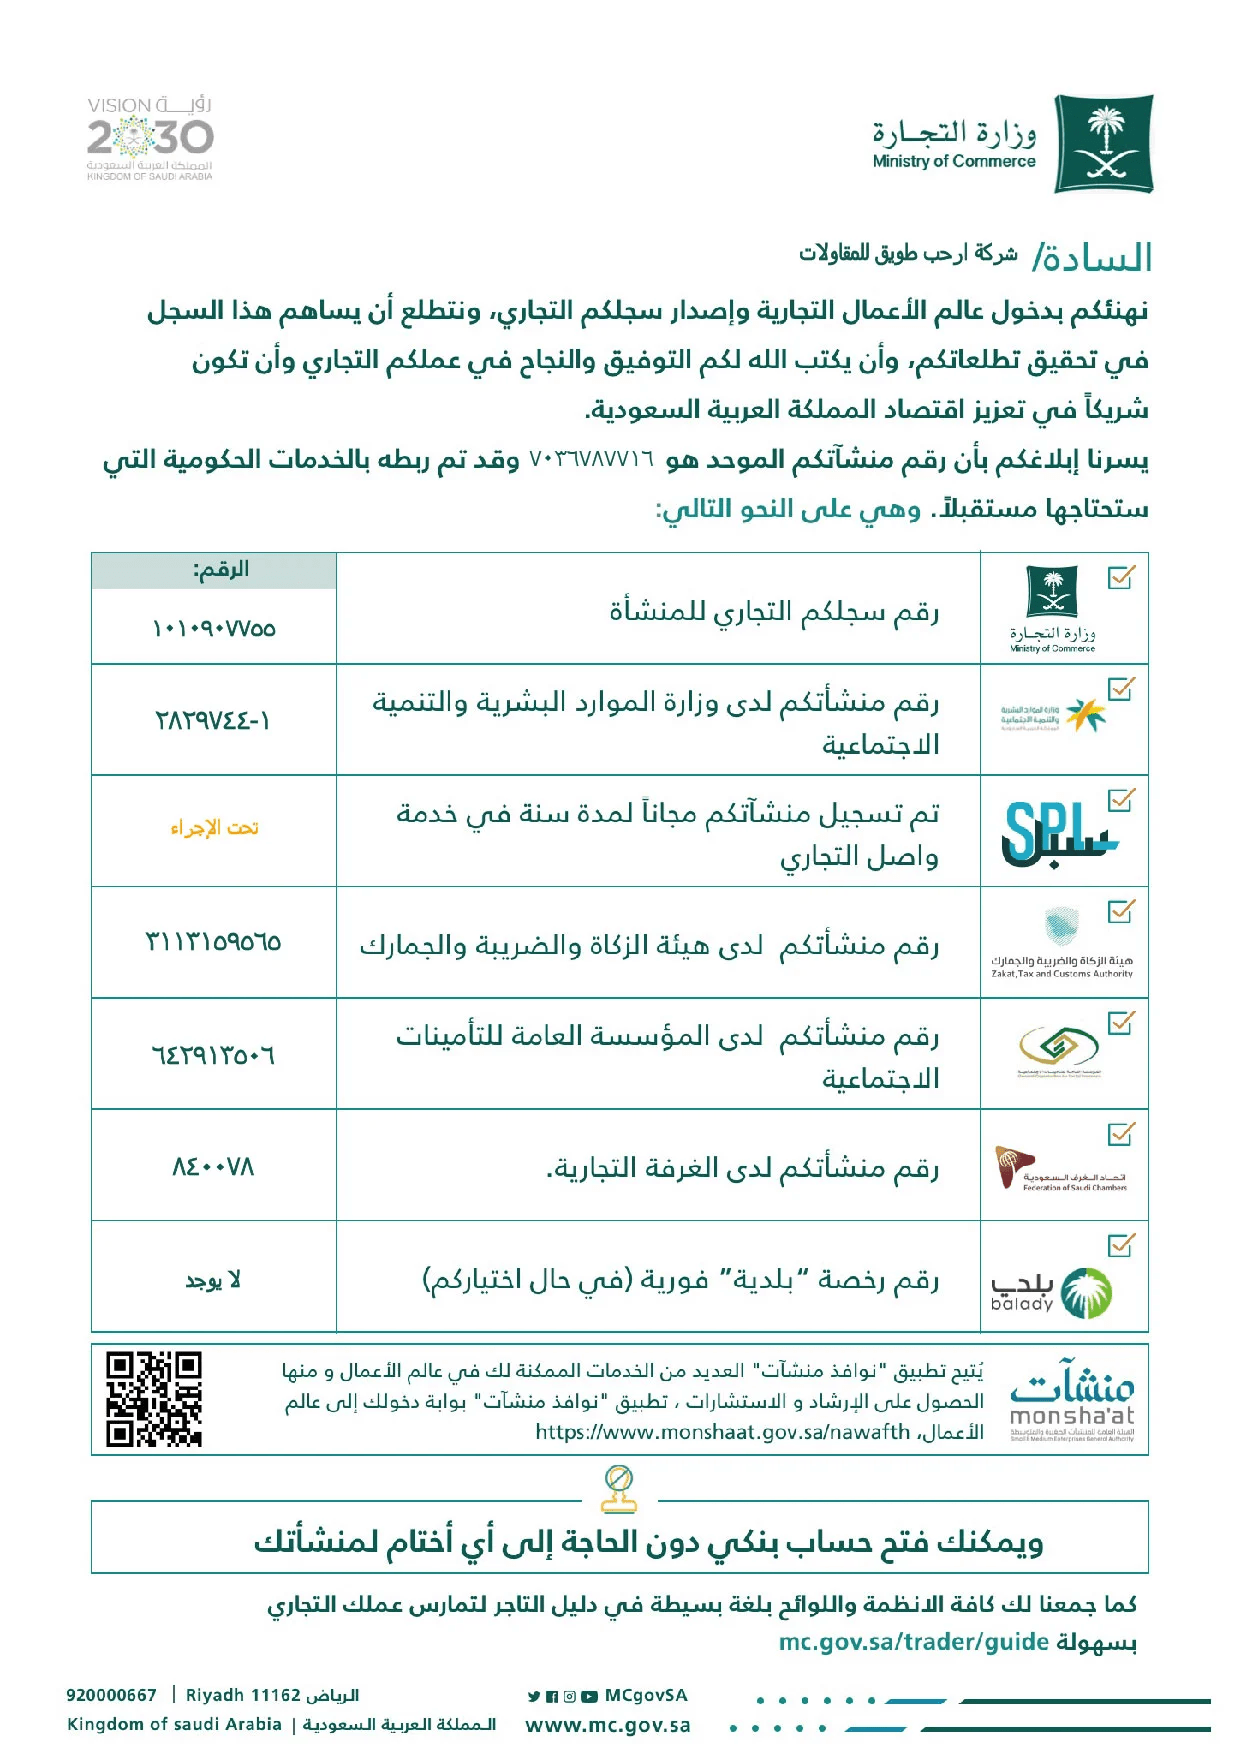 VISION رؤيــــة
2030
المملكة العربية السعودية
KINGDOM OF SAUDI ARABIA
وزارة التجـارة
Ministry of Commerce
السادة/ شركة ارحب طويق للمقاولات
نهنئكم بدخول عالم الأعمال التجارية وإصدار سجلكم التجاري، ونتطلع أن يساهم هذا السجل
في تحقيق تطلعاتكم، وأن يكتب الله لكم التوفيق والنجاح في عملكم التجاري وأن تكون
شريكاً في تعزيز اقتصاد المملكة العربية السعودية.
يسرنا إبلاغكم بأن رقم منشآتكم الموحد هو ٧٠٣٦٧٨٧٧١٦ وقد تم ربطه بالخدمات الحكومية التي
ستحتاجها مستقبلاً. وهي على النحو التالي:
الرقم:
وزارة التجـارة
Ministry of Commerce
رقم سجلكم التجاري للمنشأة
١٠١٠٩٠٧٧٥٥
وزارة الموارد البشرية
والتنمية الاجتماعية
رقم منشأتكم لدى وزارة الموارد البشرية والتنمية
الاجتماعية
٢٨٢٩٧٤٤-١
SPL
سبل
تم تسجيل منشآتكم مجاناً لمدة سنة في خدمة
واصل التجاري
تحت الإجراء
هيئة الزكاة والضريبة والجمارك
Zakat, Tax and Customs Authority
رقم منشأتكم لدى هيئة الزكاة والضريبة والجمارك
٣١١٣١٥٩٥٦٥
رقم منشأتكم لدى المؤسسة العامة للتأمينات
الاجتماعية
٦٤٢٩١٣٥٠٦
اتحـاد الـغرف الـسعودية
Federation of Saudi Chambers
رقم منشأتكم لدى الغرفة التجارية.
٨٤٠٠٧٨
بلدي
balady
رقم رخصة “بلدية” فورية (في حال اختياركم)
لا يوجد
منشآت
monsha'at
الهيئة العامة للمنشآت الصغيرة والمتوسطة
Small & Medium Enterprises General Authority
يُتيح تطبيق "نوافذ منشآت" العديد من الخدمات الممكنة لك في عالم الأعمال و منها
الحصول على الإرشاد و الاستشارات ، تطبيق "نوافذ منشآت" بوابة دخولك إلى عالم
الأعمال، https://www.monshaat.gov.sa/nawafth
ويمكنك فتح حساب بنكي دون الحاجة إلى أي أختام لمنشأتك
كما جمعنا لك كافة الانظمة واللوائح بلغة بسيطة في دليل التاجر لتمارس عملك التجاري
بسهولة mc.gov.sa/trader/guide
920000667 | Riyadh 11162 الرياض
MCgovSA
Kingdom of saudi Arabia | الـمملكة العربـية السعودية
www.mc.gov.sa